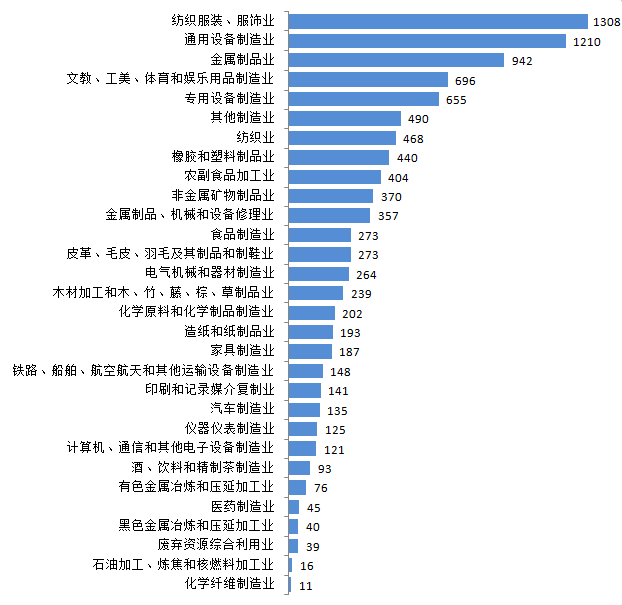 纺织服装、服饰业 1308
通用设备制造业 1210
金属制品业 942
文教、工美、体育和娱乐用品制造业 696
专用设备制造业 655
其他制造业 490
纺织业 468
橡胶和塑料制品业 440
农副食品加工业 404
非金属矿物制品业 370
金属制品、机械和设备修理业 357
食品制造业 273
皮革、毛皮、羽毛及其制品和制鞋业 273
电气机械和器材制造业 264
木材加工和木、竹、藤、棕、草制品业 239
化学原料和化学制品制造业 202
造纸和纸制品业 193
家具制造业 187
铁路、船舶、航空航天和其他运输设备制造业 148
印刷和记录媒介复制业 141
汽车制造业 135
仪器仪表制造业 125
计算机、通信和其他电子设备制造业 121
酒、饮料和精制茶制造业 93
有色金属冶炼和压延加工业 76
医药制造业 45
黑色金属冶炼和压延加工业 40
废弃资源综合利用业 39
石油加工、炼焦和核燃料加工业 16
化学纤维制造业 11